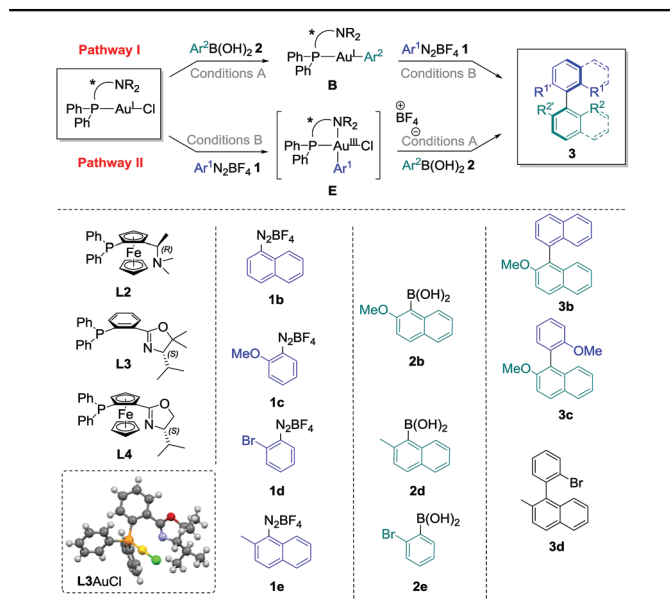 Pathway I
Ar²B(OH)₂ 2
Conditions A
* NR₂
Ph-P—Auᴵ-Ar²
Ph
B
Ar¹N₂BF₄ 1
Conditions B
* NR₂
Ph-P—Auᴵ-Cl
Ph
Pathway II
Conditions B
Ar¹N₂BF₄ 1
* NR₂
Ph-P—Auᴵᴵᴵ-Cl
Ph Ar¹
E
⊕
BF₄
⊖
Conditions A
Ar²B(OH)₂ 2
R¹' R¹
R²' R²
3
Ph
Ph P
Fe (R)
N
L2
Ph
Ph P
O
N
(S)
L3
Ph
Ph P
Fe O
N
(S)
L4
L3AuCl
N₂BF₄
1b
N₂BF₄
MeO
1c
N₂BF₄
Br
1d
N₂BF₄
1e
B(OH)₂
MeO
2b
B(OH)₂
2d
B(OH)₂
Br
2e
MeO
3b
OMe
MeO
3c
Br
3d